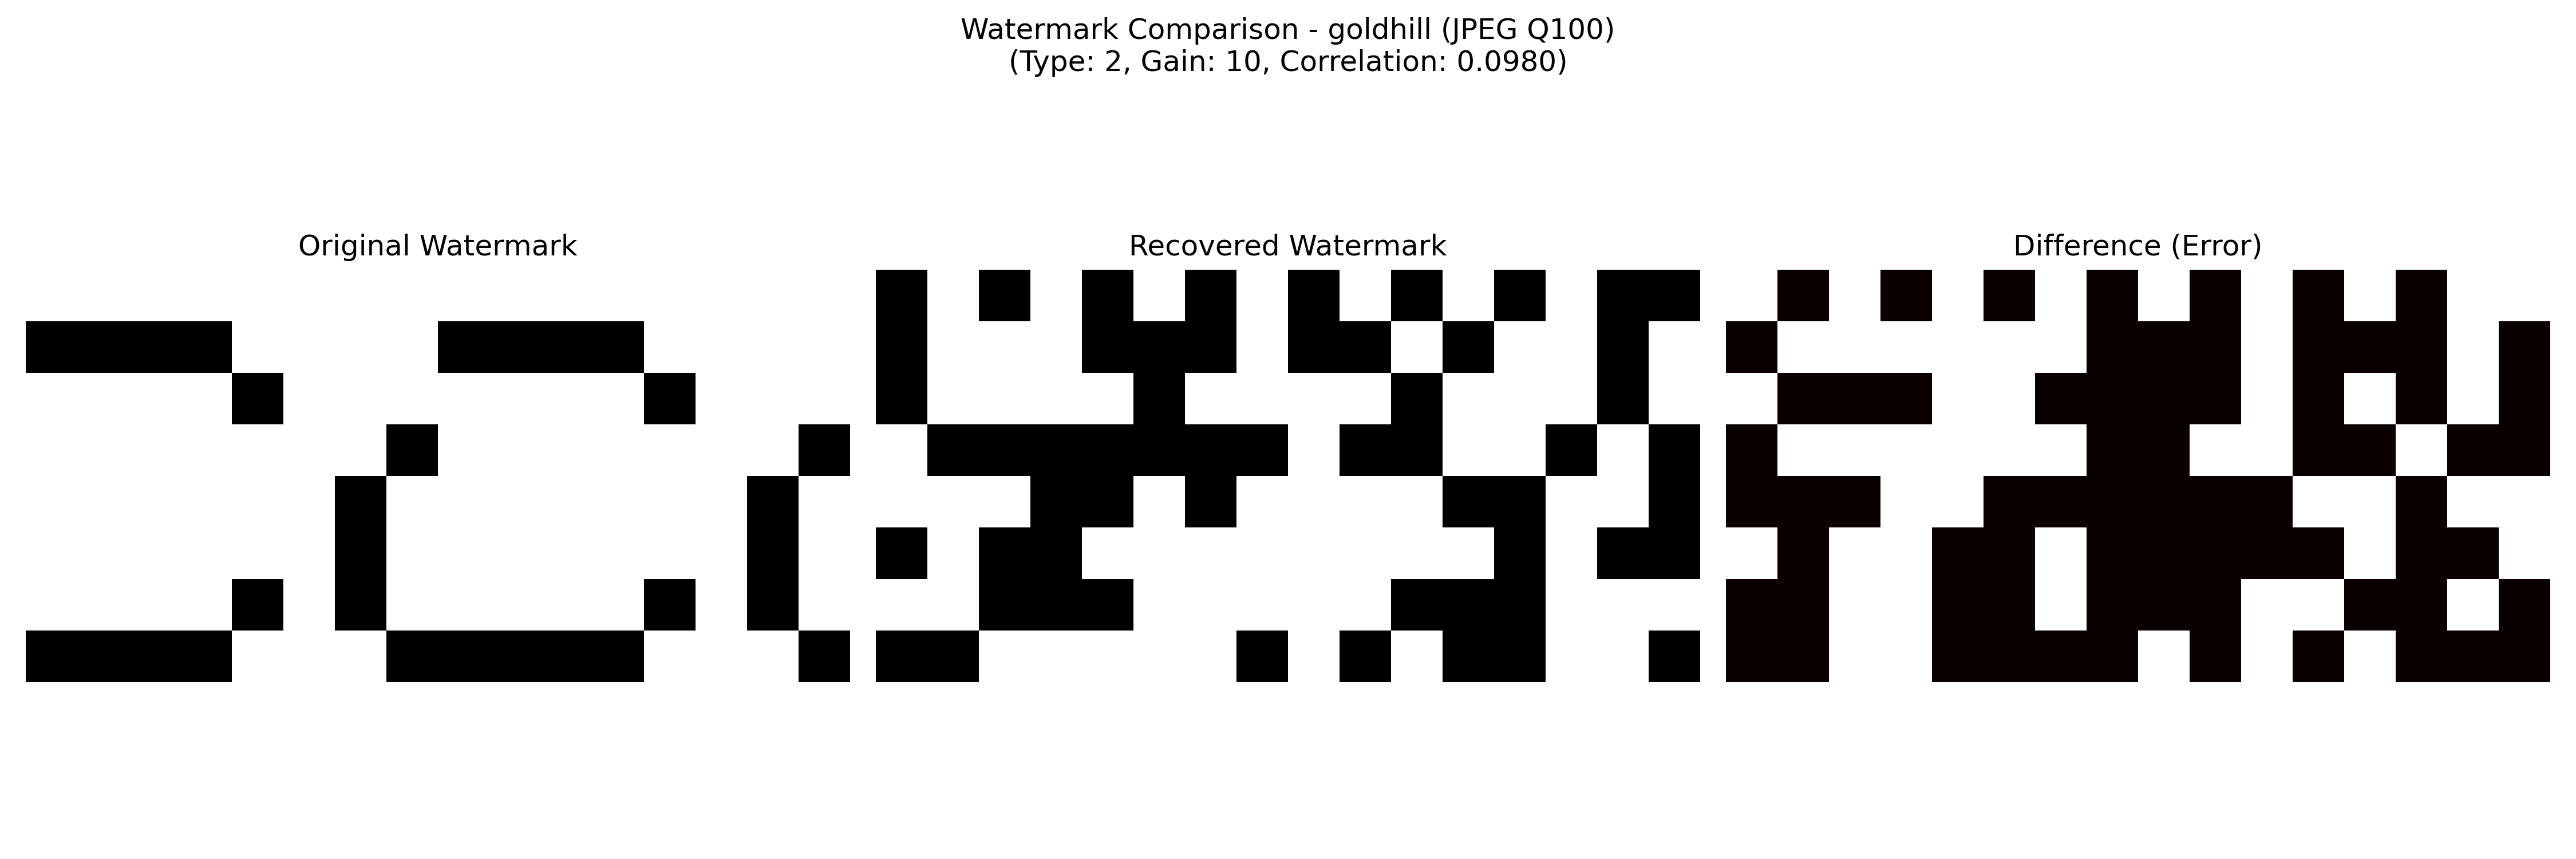 Watermark Comparison - goldhill (JPEG Q100)
(Type: 2, Gain: 10, Correlation: 0.0980)
Original Watermark
Recovered Watermark
Difference (Error)